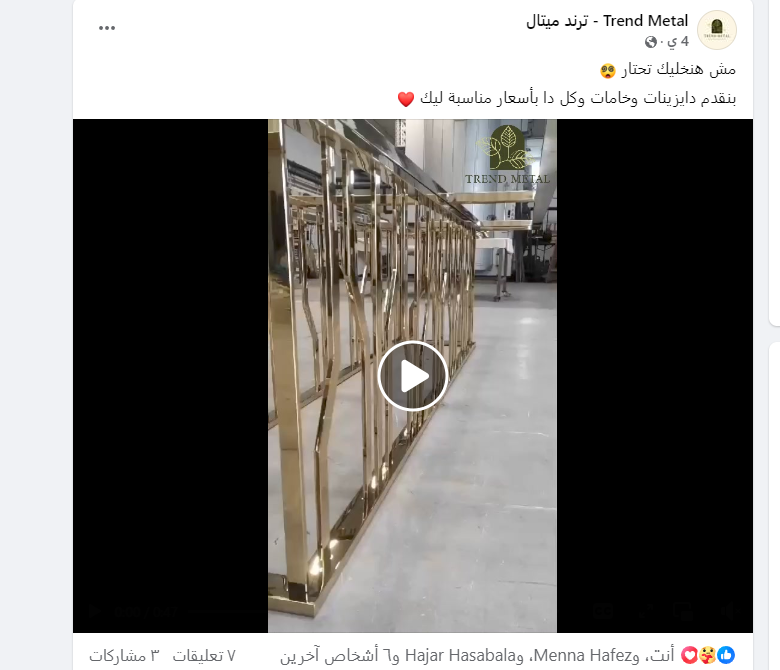 Trend Metal - ترند ميتال
4 ي ·
مش هنخليك تحتار 😳
بنقدم دايزينات وخامات وكل دا بأسعار مناسبة ليك ❤️
TREND METAL
أنت، وMenna Hafez، وHajar Hasabala و٦ أشخاص آخرين
٧ تعليقات ٣ مشاركات